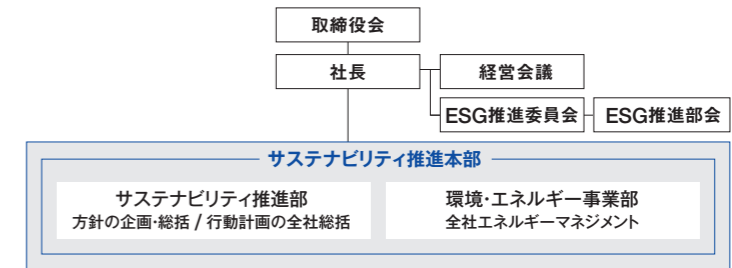 取締役会
社長
経営会議
ESG推進委員会
ESG推進部会
サステナビリティ推進本部
サステナビリティ推進部
方針の企画・総括 / 行動計画の全社総括
環境・エネルギー事業部
全社エネルギーマネジメント